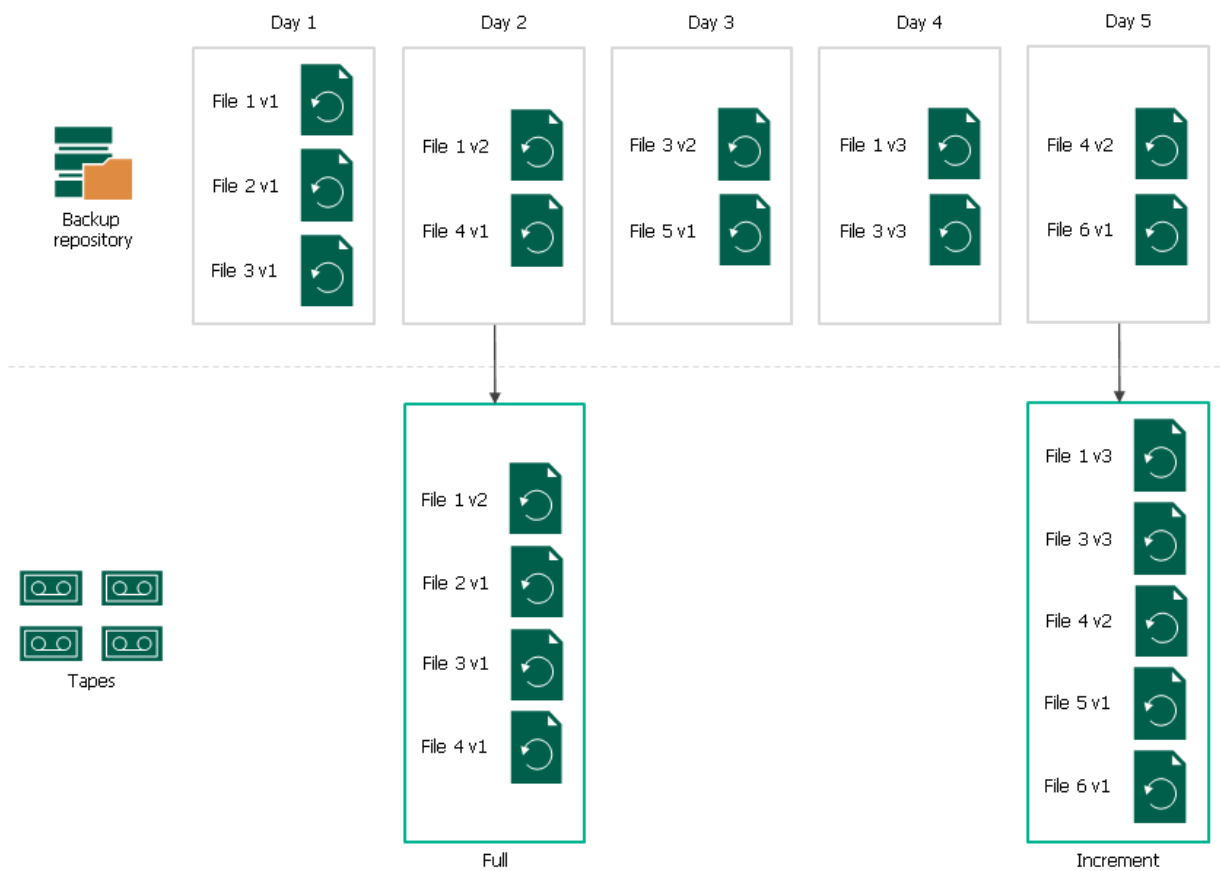 Day 1
Day 2
Day 3
Day 4
Day 5
File 1 v1
File 2 v1
File 3 v1
File 1 v2
File 4 v1
File 3 v2
File 5 v1
File 1 v3
File 3 v3
File 4 v2
File 6 v1
Backup
repository
File 1 v2
File 2 v1
File 3 v1
File 4 v1
Full
File 1 v3
File 3 v3
File 4 v2
File 5 v1
File 6 v1
Increment
Tapes